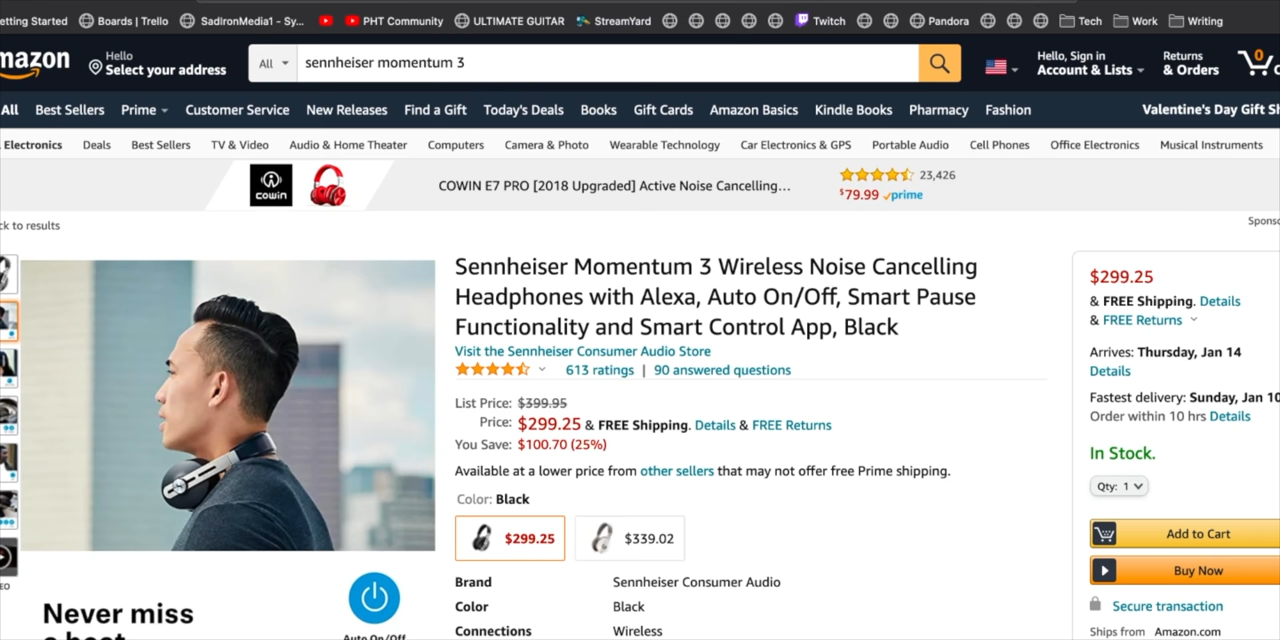 etting Started Boards | Trello SadlronMedia1 - Sy... PHT Community ULTIMATE GUITAR StreamYard Twitch Pandora Tech Work Writing
mazon
Hello
Select your address
All
sennheiser momentum 3
Hello, Sign in
Account & Lists
Returns
& Orders
0
All Best Sellers Prime Customer Service New Releases Find a Gift Today's Deals Books Gift Cards Amazon Basics Kindle Books Pharmacy Fashion Valentine's Day Gift Sh
Electronics Deals Best Sellers TV & Video Audio & Home Theater Computers Camera & Photo Wearable Technology Car Electronics & GPS Portable Audio Cell Phones Office Electronics Musical Instruments
cowin
COWIN E7 PRO [2018 Upgraded] Active Noise Cancelling...
23,426
$79.99 prime
ck to results
Sponso
Sennheiser Momentum 3 Wireless Noise Cancelling
Headphones with Alexa, Auto On/Off, Smart Pause
Functionality and Smart Control App, Black
Visit the Sennheiser Consumer Audio Store
613 ratings | 90 answered questions
List Price: $399.95
Price: $299.25 & FREE Shipping. Details & FREE Returns
You Save: $100.70 (25%)
Available at a lower price from other sellers that may not offer free Prime shipping.
Color: Black
$299.25
$339.02
Brand Sennheiser Consumer Audio
Color Black
Connections Wireless
EO
Never miss
a beat
Auto On/Off
$299.25
& FREE Shipping. Details
& FREE Returns
Arrives: Thursday, Jan 14
Details
Fastest delivery: Sunday, Jan 10
Order within 10 hrs Details
In Stock.
Qty: 1
Add to Cart
Buy Now
Secure transaction
Ships from Amazon.com